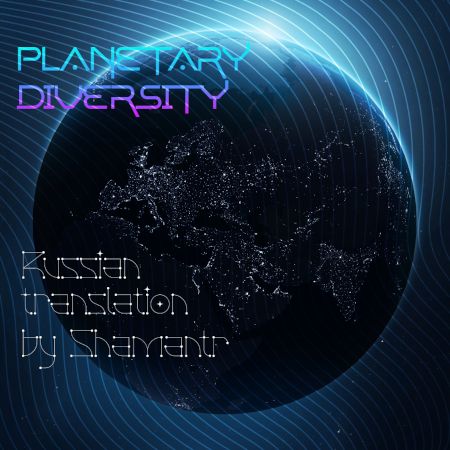 PLANETARY
DIVERSITY
Russian
translation
by Shamantr